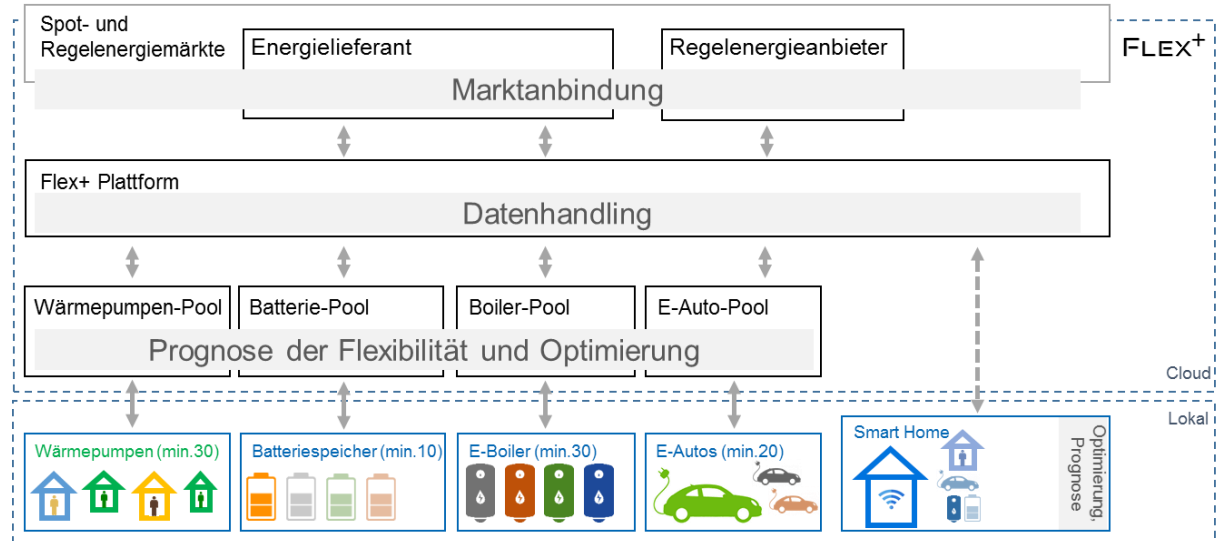 Spot- und
Regelenergiemärkte
Energielieferant
Regelenergieanbieter
FLEX+
Marktanbindung
Flex+ Plattform
Datenhandling
Wärmepumpen-Pool
Batterie-Pool
Boiler-Pool
E-Auto-Pool
Prognose der Flexibilität und Optimierung
Cloud
Lokal
Wärmepumpen (min.30)
Batteriespeicher (min.10)
E-Boiler (min.30)
E-Autos (min.20)
Smart Home
Optimierung,
Prognose